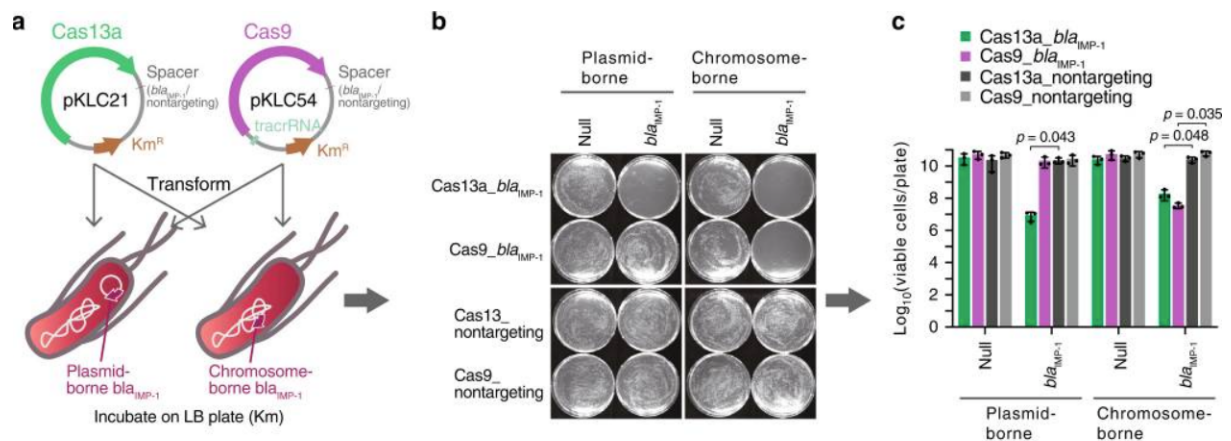 a
Cas13a
Cas9
Spacer
(blaIMP-1/
nontargeting)
Spacer
(blaIMP-1/
nontargeting)
pKLC21
pKLC54
tracrRNA
KmR
KmR
Transform
Plasmid-
borne blaIMP-1
Chromosome-
borne blaIMP-1
Incubate on LB plate (Km)
b
Plasmid-
borne
Chromosome-
borne
Null
blaIMP-1
Null
blaIMP-1
Cas13a_blaIMP-1
Cas9_blaIMP-1
Cas13_
nontargeting
Cas9_
nontargeting
c
Cas13a_blaIMP-1
Cas9_blaIMP-1
Cas13a_nontargeting
Cas9_nontargeting
p = 0.035
p = 0.043
p = 0.048
Log10(viable cells/plate)
10
8
6
4
2
0
Null
blaIMP-1
Null
blaIMP-1
Plasmid-
borne
Chromosome-
borne